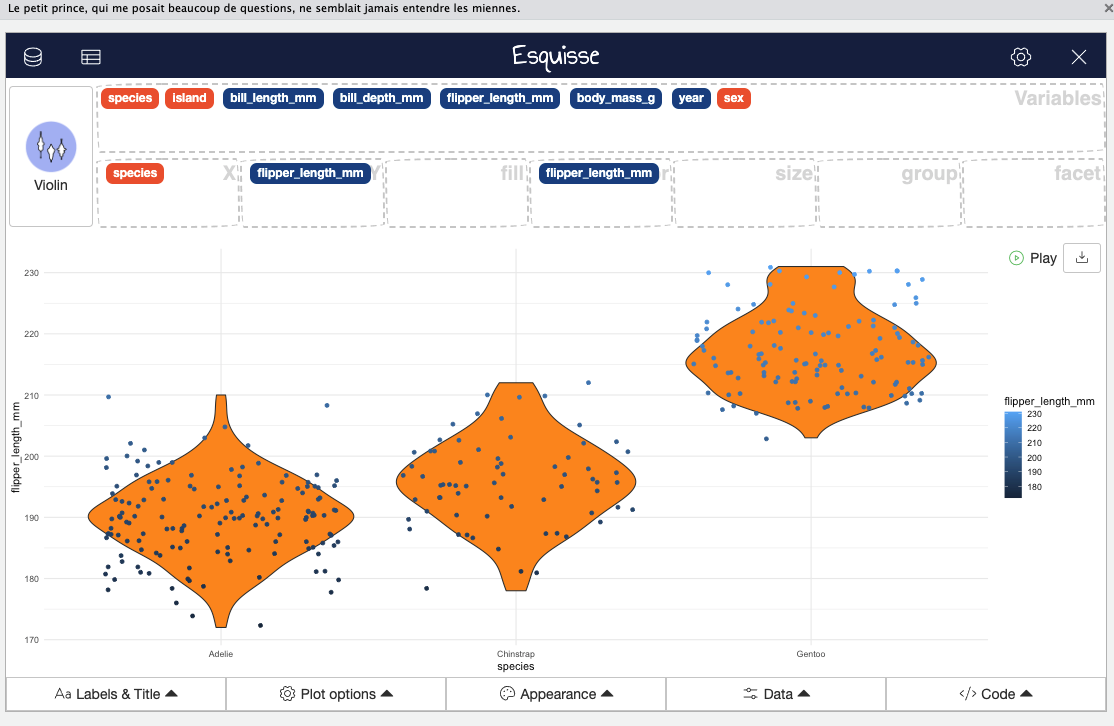 Le petit prince, qui me posait beaucoup de questions, ne semblait jamais entendre les miennes.
Esquisse
species island bill_length_mm bill_depth_mm flipper_length_mm body_mass_g year sex Variables
Violin
species X flipper_length_mm Y fill flipper_length_mm r size group facet
Play
230
220
210
200
190
180
170
flipper_length_mm
Adelie Chinstrap Gentoo
species
flipper_length_mm
230
220
210
200
190
180
Aa Labels & Title Plot options Appearance Data </> Code